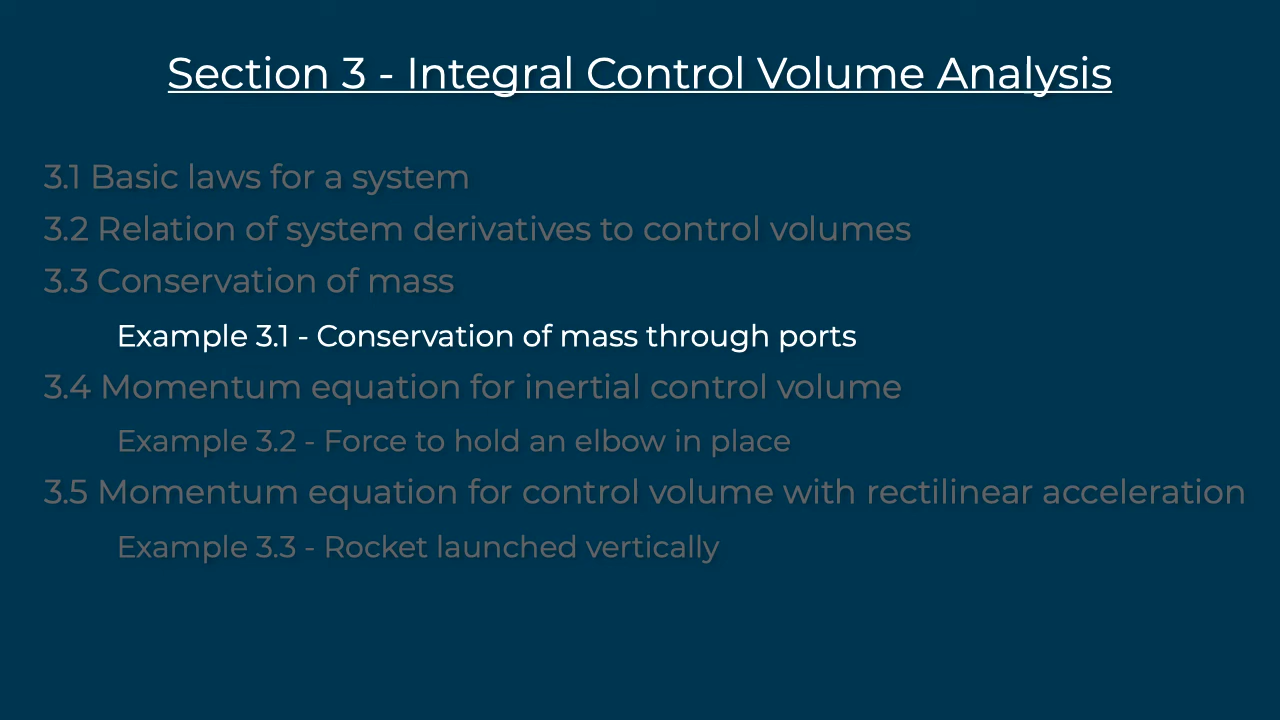 Section 3 - Integral Control Volume Analysis
3.1 Basic laws for a system
3.2 Relation of system derivatives to control volumes
3.3 Conservation of mass
Example 3.1 - Conservation of mass through ports
3.4 Momentum equation for inertial control volume
Example 3.2 - Force to hold an elbow in place
3.5 Momentum equation for control volume with rectilinear acceleration
Example 3.3 - Rocket launched vertically